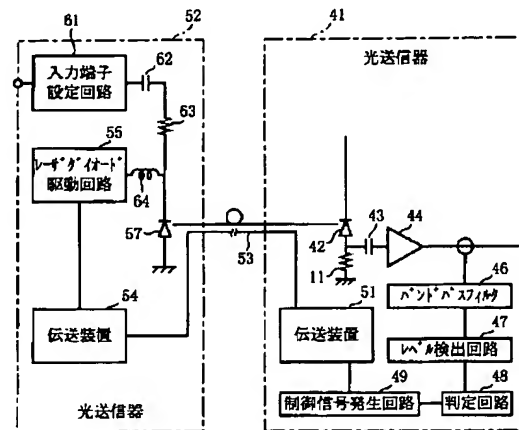 52
41
61
入力端子
設定回路
62
63
光送信器
55
レーザダイオード
駆動回路
64
57
53
42
43
44
11
46
バンドパスフィルタ
47
レベル検出回路
48
判定回路
49
制御信号発生回路
51
伝送装置
54
伝送装置
光送信器